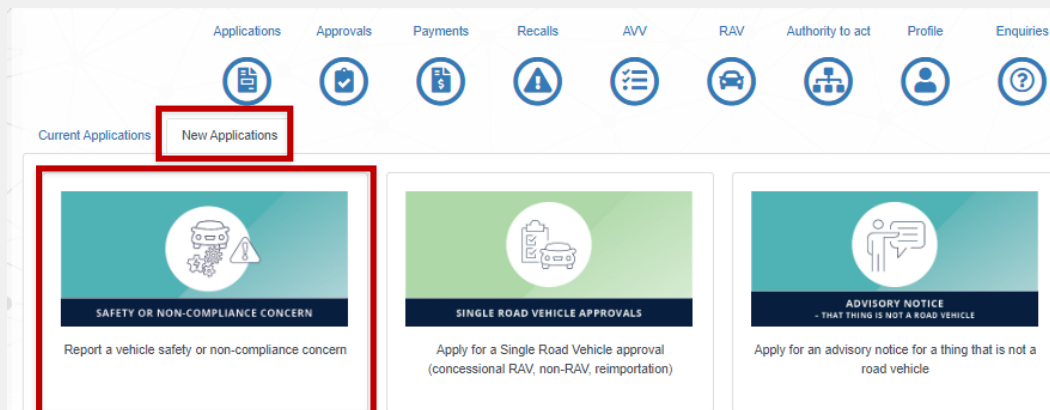 Applications Approvals Payments Recalls AVV RAV Authority to act Profile Enquiries
Current Applications New Applications
SAFETY OR NON-COMPLIANCE CONCERN
Report a vehicle safety or non-compliance concern
SINGLE ROAD VEHICLE APPROVALS
Apply for a Single Road Vehicle approval
(concessional RAV, non-RAV, reimportation)
ADVISORY NOTICE
- THAT THING IS NOT A ROAD VEHICLE
Apply for an advisory notice for a thing that is not a
road vehicle